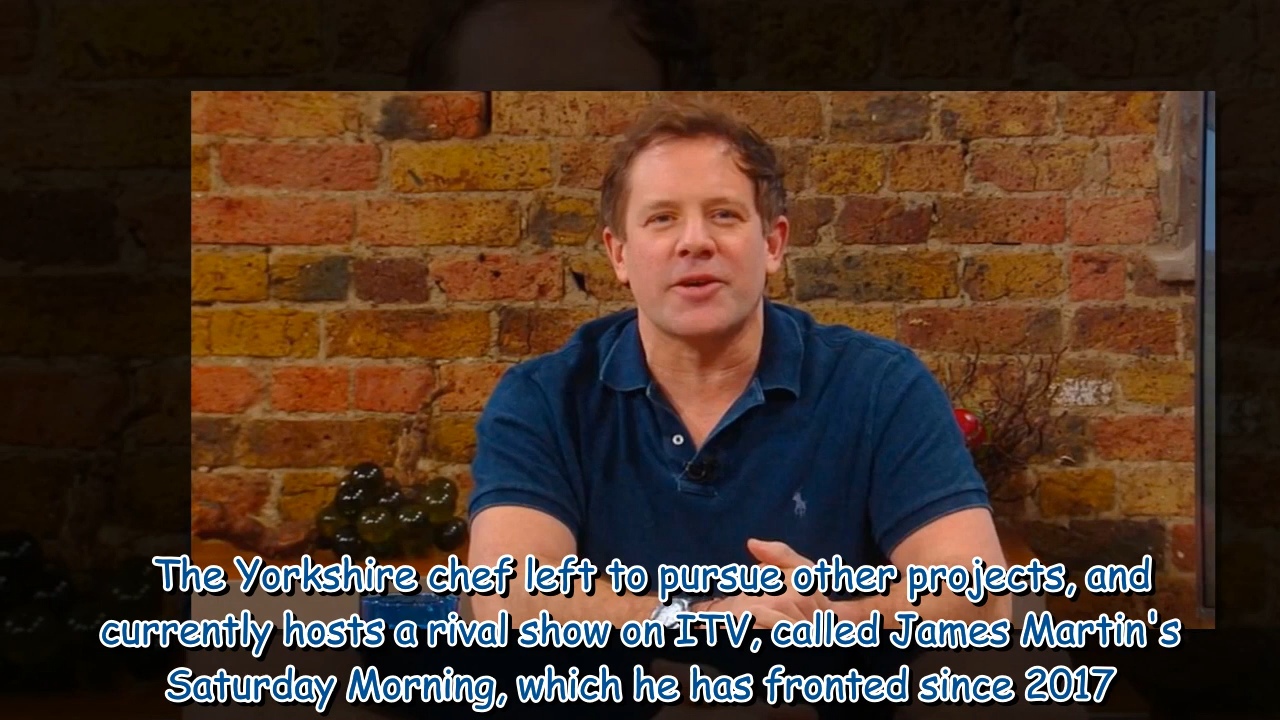 The Yorkshire chef left to pursue other projects, and
currently hosts a rival show on ITV, called James Martin's
Saturday Morning, which he has fronted since 2017